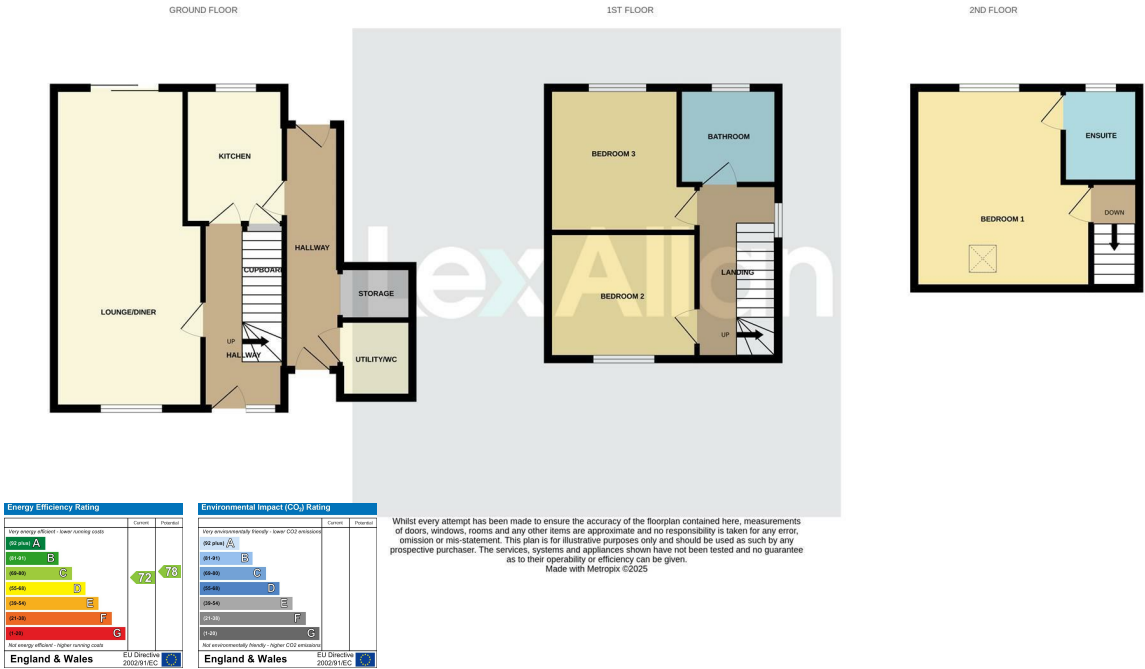 GROUND FLOOR
1ST FLOOR
2ND FLOOR
KITCHEN
HALLWAY
CUPBOARD
STORAGE
LOUNGE/DINER
UP
HALLWAY
UTILITY/WC
BEDROOM 3
BATHROOM
LANDING
BEDROOM 2
UP
ENSUITE
BEDROOM 1
DOWN
LexAllan
Energy Efficiency Rating
Current Potential
Very energy efficient - lower running costs
(92 plus) A
(81-91) B
(69-80) C
(55-68) D
(39-54) E
(21-38) F
(1-20) G
72
78
Not energy efficient - higher running costs
England & Wales
EU Directive
2002/91/EC
Environmental Impact (CO2) Rating
Current Potential
Very environmentally friendly - lower CO2 emissions
(92 plus) A
(81-91) B
(69-80) C
(55-68) D
(39-54) E
(21-38) F
(1-20) G
Not environmentally friendly - higher CO2 emissions
England & Wales
EU Directive
2002/91/EC
Whilst every attempt has been made to ensure the accuracy of the floorplan contained here, measurements
of doors, windows, rooms and any other items are approximate and no responsibility is taken for any error,
omission or mis-statement. This plan is for illustrative purposes only and should be used as such by any
prospective purchaser. The services, systems and appliances shown have not been tested and no guarantee
as to their operability or efficiency can be given.
Made with Metropix ©2025